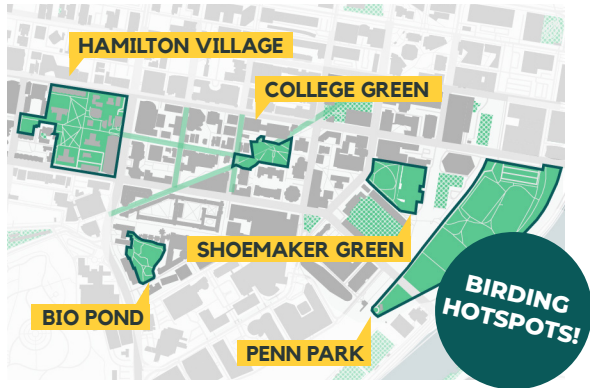 HAMILTON VILLAGE
COLLEGE GREEN
SHOEMAKER GREEN
BIO POND
PENN PARK
BIRDING
HOTSPOTS!